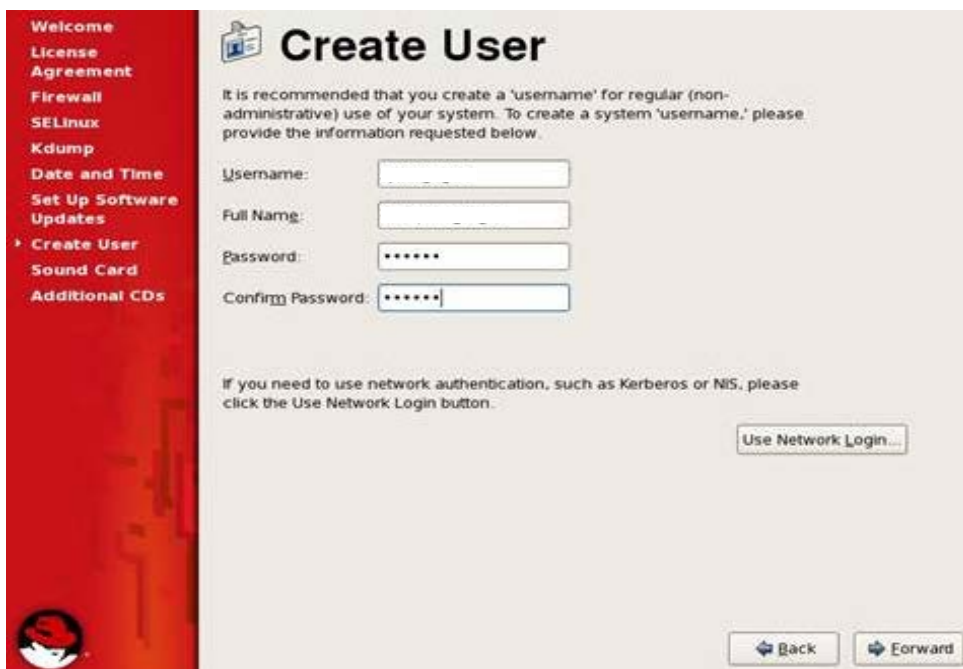 Welcome
License
Agreement
Firewall
SELinux
Kdump
Date and Time
Set Up Software
Updates
Create User
Sound Card
Additional CDs
Create User
It is recommended that you create a 'username' for regular (non-
administrative) use of your system. To create a system 'username,' please
provide the information requested below.
Username:
Full Name:
Password: ••••••
Confirm Password: ••••••
If you need to use network authentication, such as Kerberos or NIS, please
click the Use Network Login button.
Use Network Login...
Back
Forward